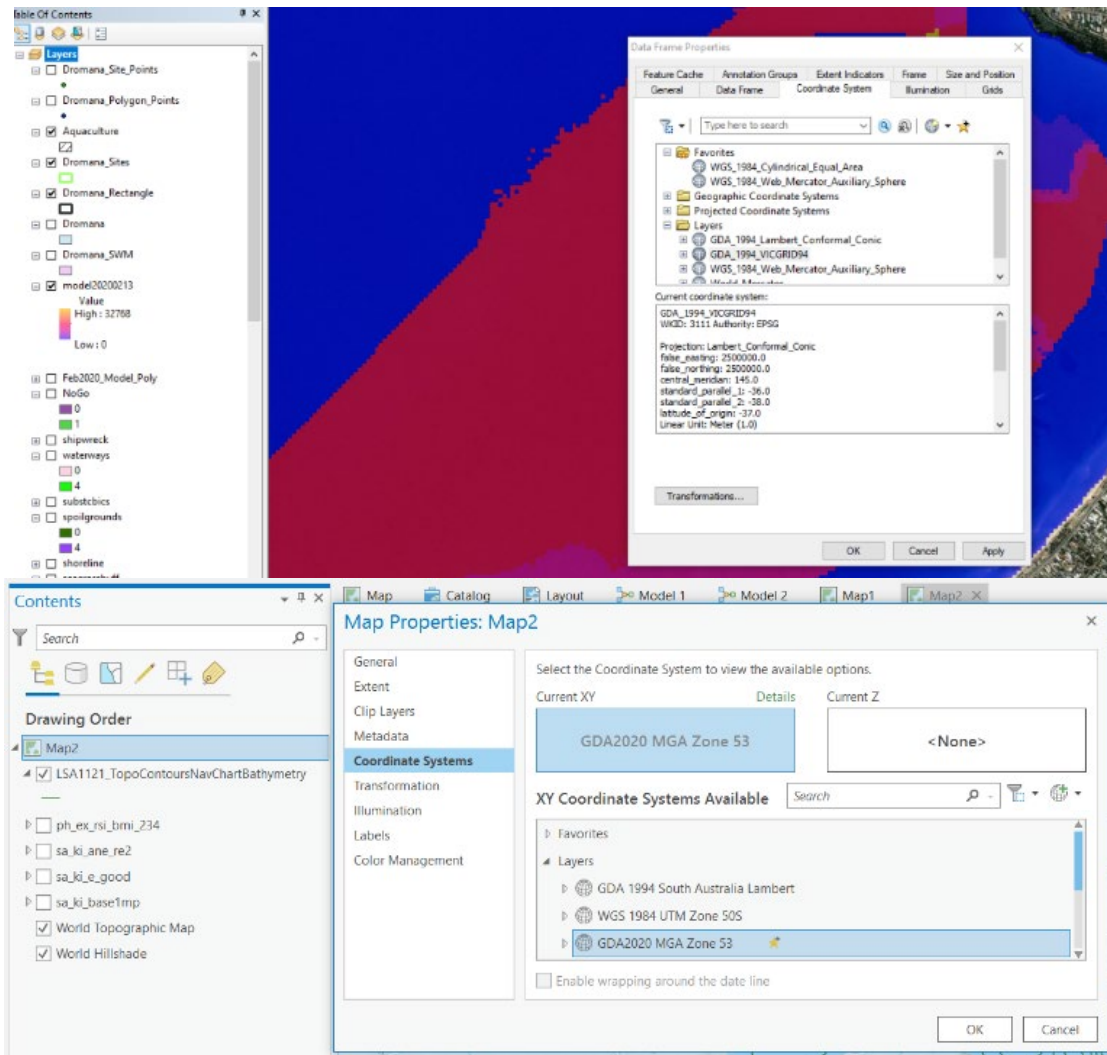 Table Of Contents
Layers
Dromana_Site_Points
Dromana_Polygon_Points
Aquaculture
Dromana_Sites
Dromana_Rectangle
Dromana
Dromana_SWM
model20200213
Value
High : 32768
Low : 0
Feb2020_Model_Poly
NoGo
0
1
shipwreck
waterways
0
4
substcbics
spoilgrounds
0
4
shoreline
Data Frame Properties
Feature Cache Annotation Groups Extent Indicators Frame Size and Position
General Data Frame Coordinate System Illumination Grids
Type here to search
Favorites
WGS_1984_Cylindrical_Equal_Area
WGS_1984_Web_Mercator_Auxiliary_Sphere
Geographic Coordinate Systems
Projected Coordinate Systems
Layers
GDA_1994_Lambert_Conformal_Conic
GDA_1994_VICGRID94
WGS_1984_Web_Mercator_Auxiliary_Sphere
World_Mercator
Current coordinate system:
GDA_1994_VICGRID94
WKID: 3111 Authority: EPSG
Projection: Lambert_Conformal_Conic
false_easting: 2500000.0
false_northing: 2500000.0
central_meridian: 145.0
standard_parallel_1: -36.0
standard_parallel_2: -38.0
latitude_of_origin: -37.0
Linear Unit: Meter (1.0)
Transformations...
OK Cancel Apply
Contents
Search
Drawing Order
Map2
LSA1121_TopoContoursNavChartBathymetry
ph_ex_rsi_bmi_234
sa_ki_ane_re2
sa_ki_e_good
sa_ki_base1mp
World Topographic Map
World Hillshade
Map Catalog Layout Model 1 Model 2 Map1 Map2
Map Properties: Map2
General
Extent
Clip Layers
Metadata
Coordinate Systems
Transformation
Illumination
Labels
Color Management
Select the Coordinate System to view the available options.
Current XY Details Current Z
GDA2020 MGA Zone 53 <None>
XY Coordinate Systems Available Search
Favorites
Layers
GDA 1994 South Australia Lambert
WGS 1984 UTM Zone 50S
GDA2020 MGA Zone 53
Enable wrapping around the date line
OK Cancel